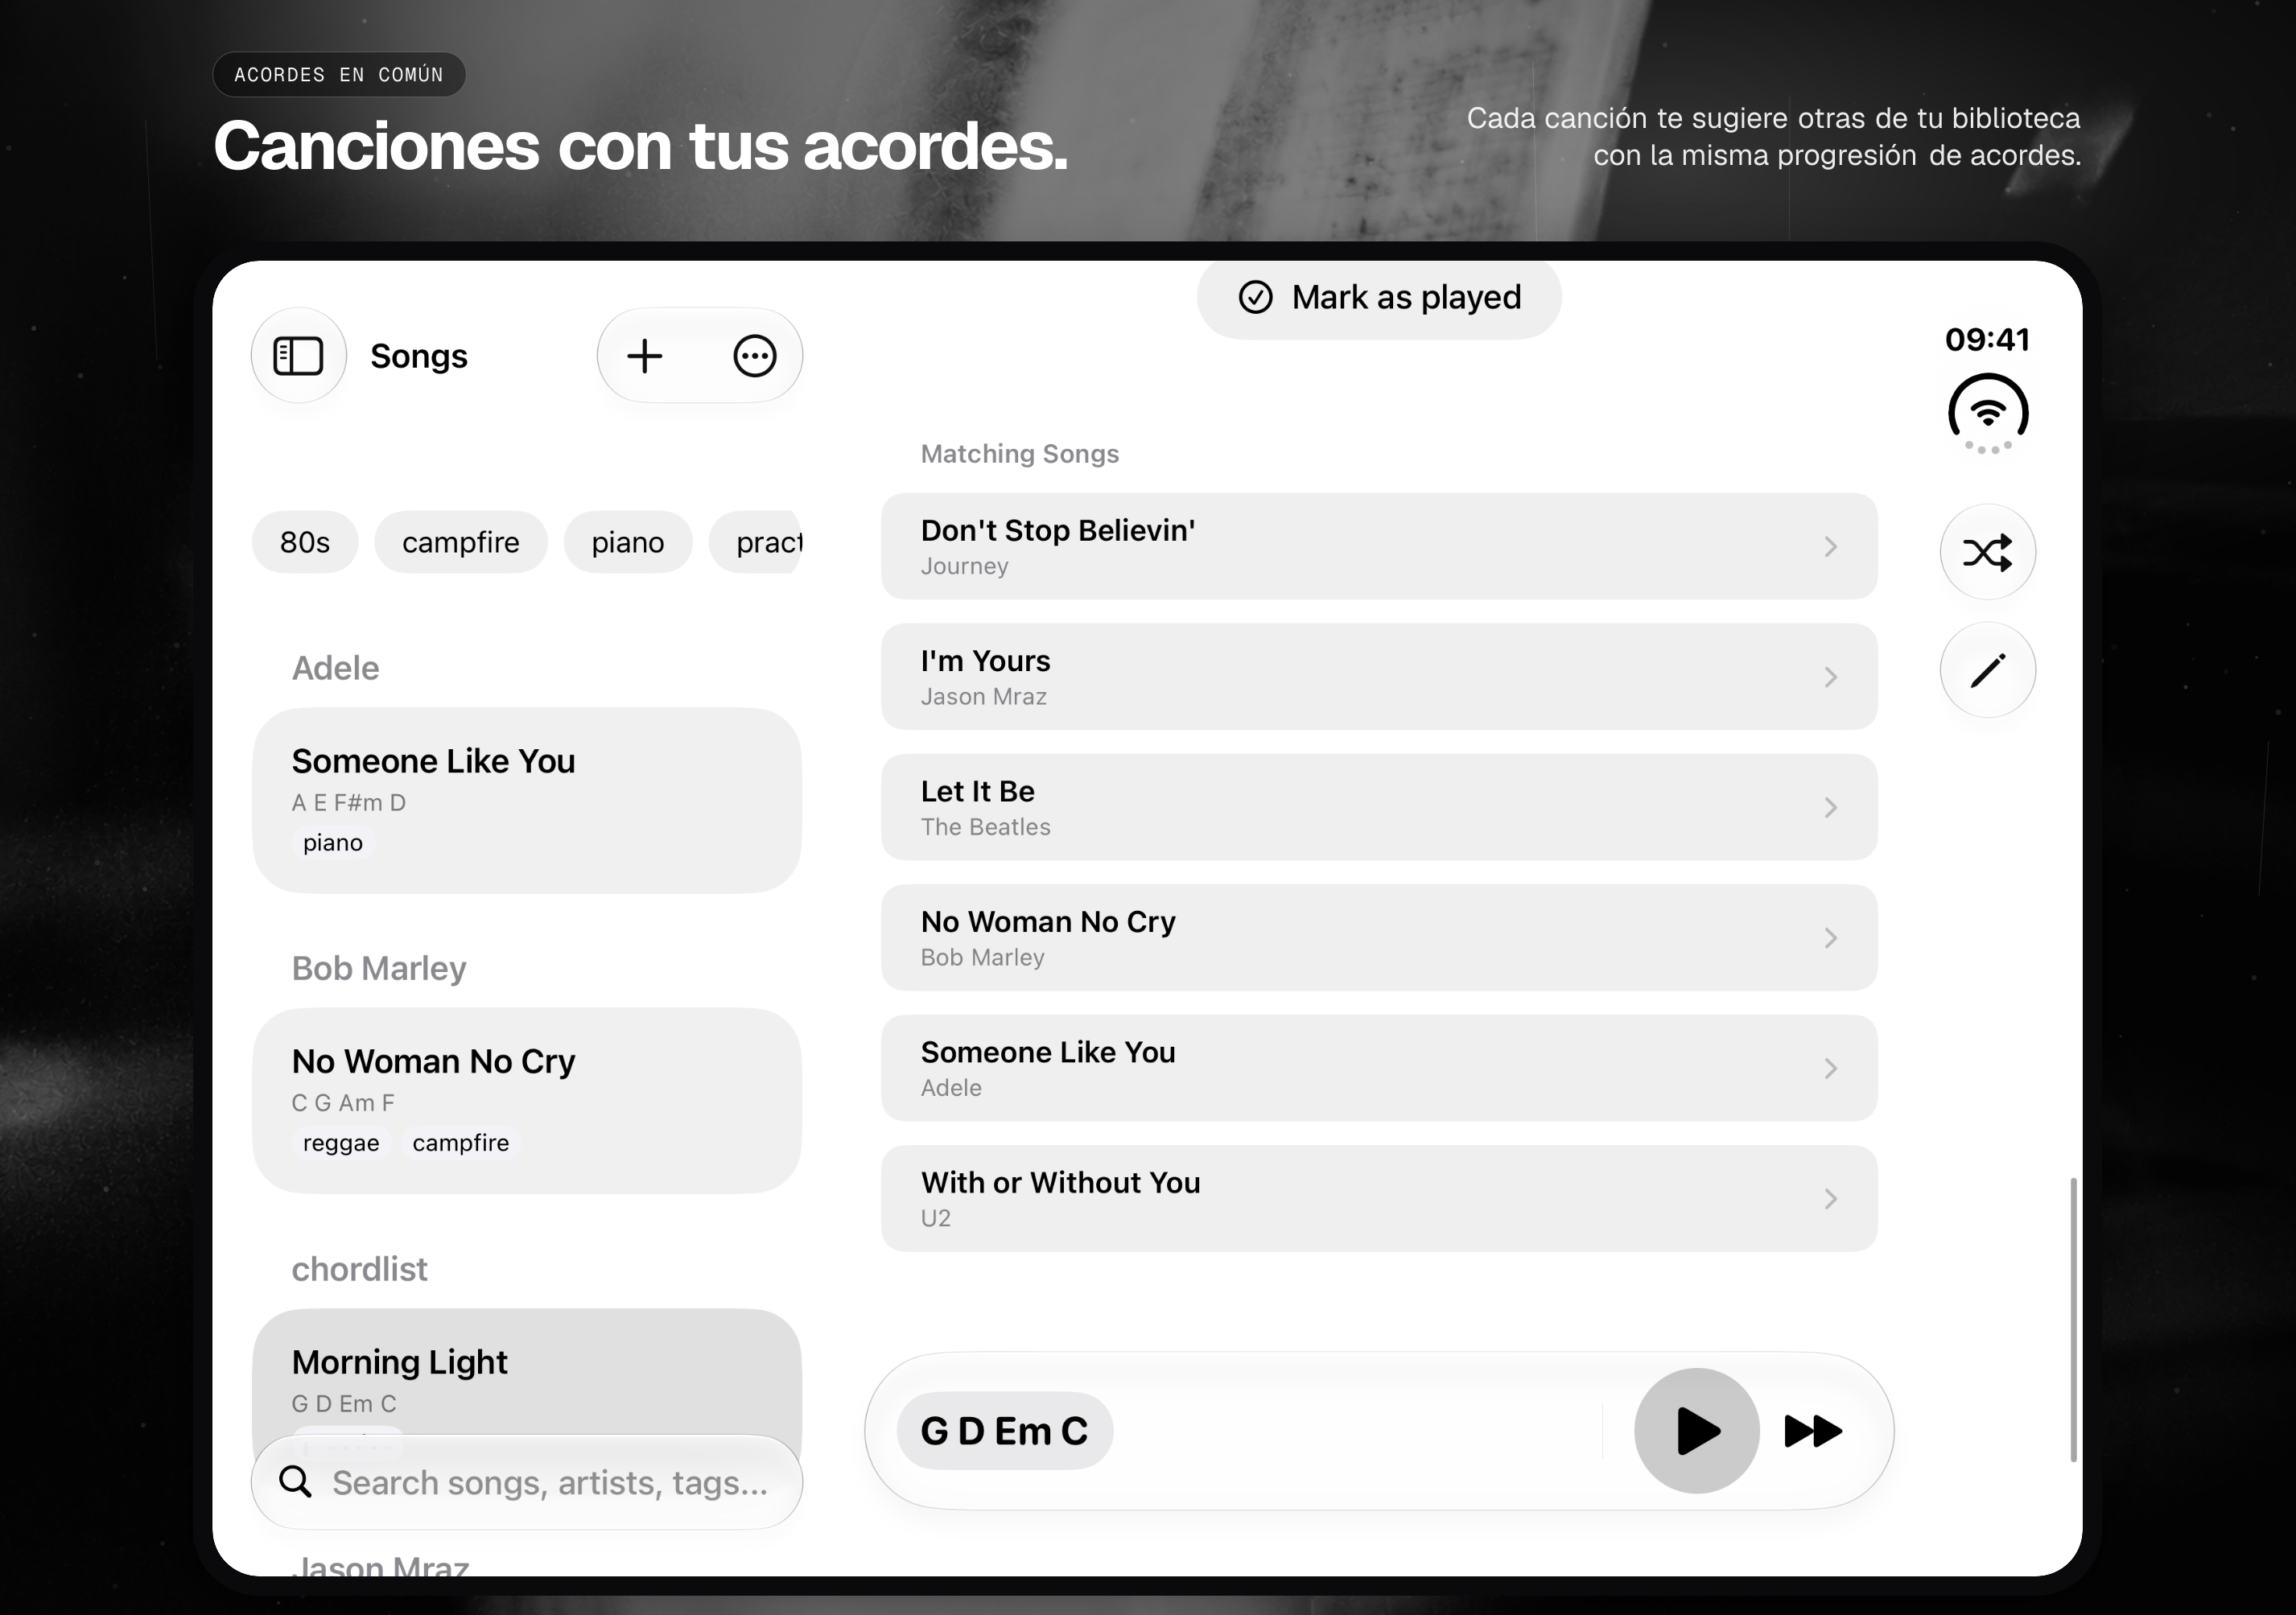 ACORDES EN COMÚN
Canciones con tus acordes.
Cada canción te sugiere otras de tu biblioteca
con la misma progresión de acordes.
Songs
80s
campfire
piano
pract
Adele
Someone Like You
A E F#m D
piano
Bob Marley
No Woman No Cry
C G Am F
reggae
campfire
chordlist
Morning Light
G D Em C
Search songs, artists, tags...
Jason Mraz
Mark as played
Matching Songs
Don't Stop Believin'
Journey
I'm Yours
Jason Mraz
Let It Be
The Beatles
No Woman No Cry
Bob Marley
Someone Like You
Adele
With or Without You
U2
G D Em C
09:41